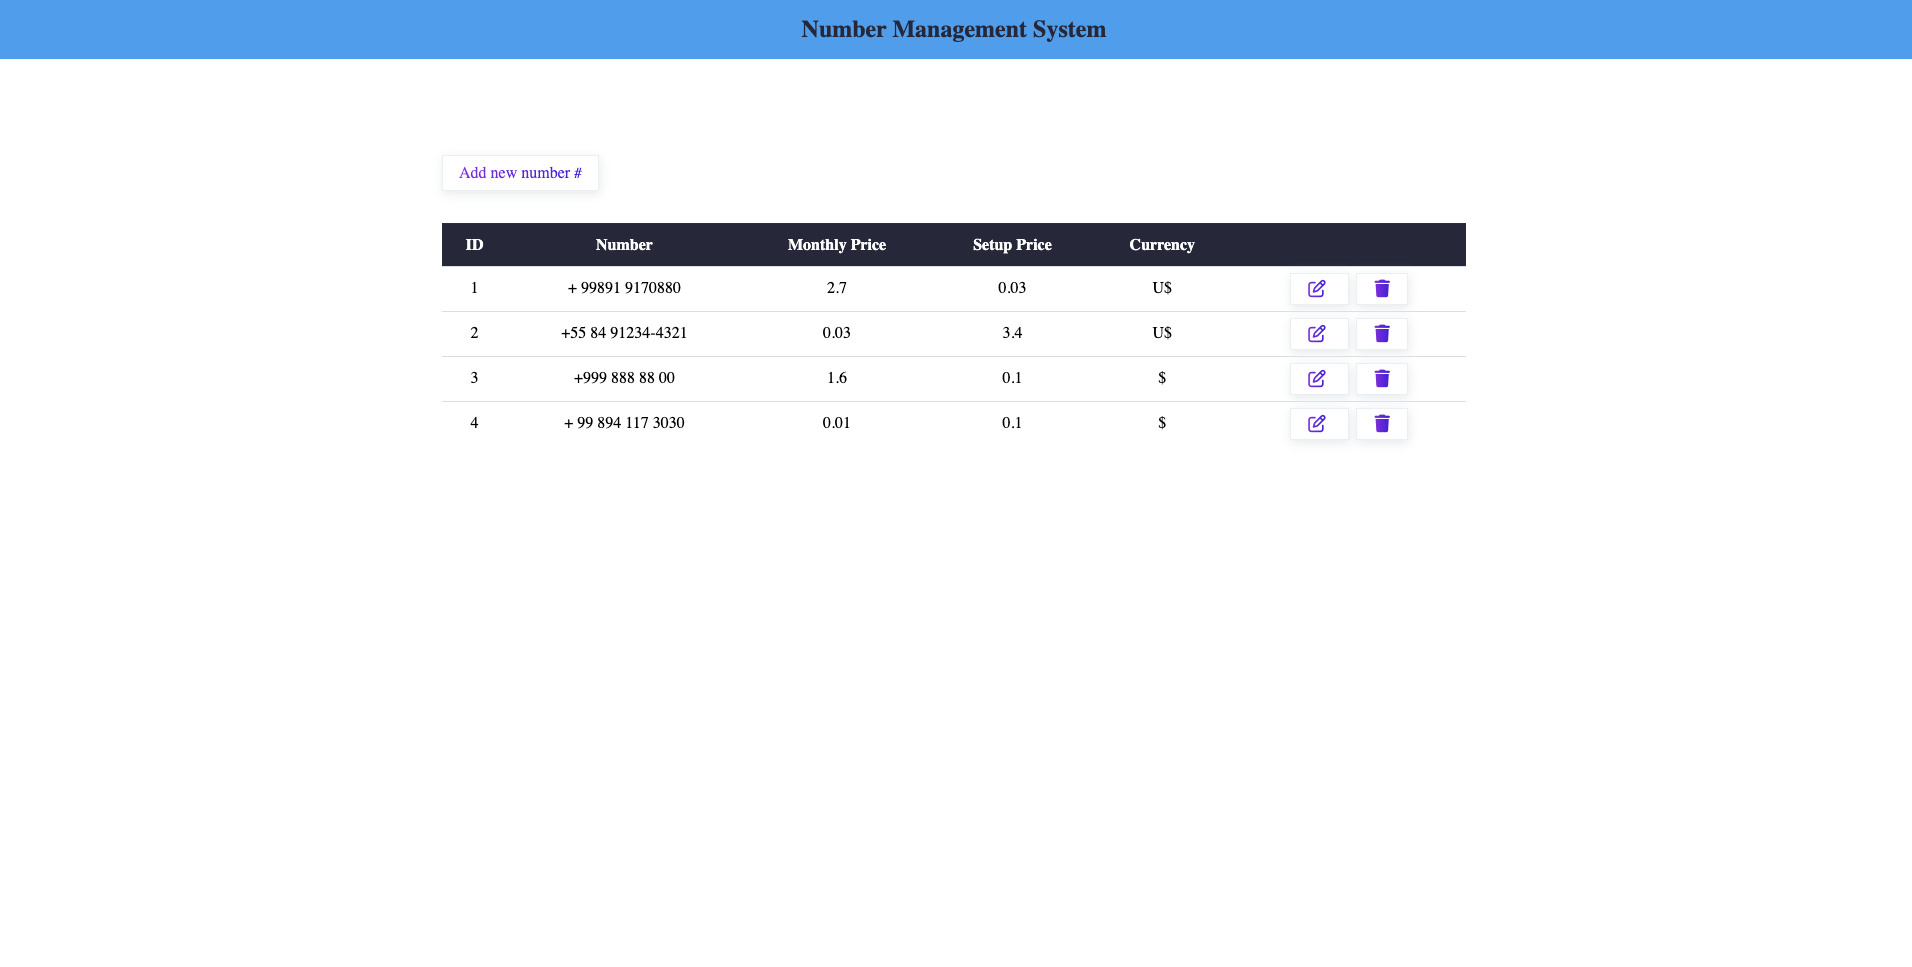 Number Management System
Add new number #
ID Number Monthly Price Setup Price Currency
1 + 99891 9170880 2.7 0.03 U$
2 +55 84 91234-4321 0.03 3.4 U$
3 +999 888 88 00 1.6 0.1 $
4 + 99 894 117 3030 0.01 0.1 $